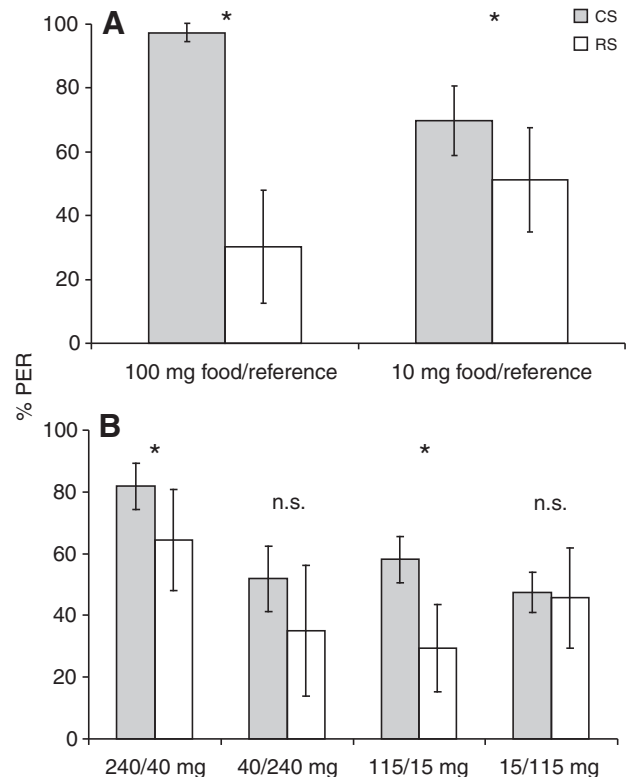 A
* *
CS
RS
100
80
60
40
20
0
100 mg food/reference 10 mg food/reference
% PER
B
100
80
60
40
20
0
* n.s. * n.s.
240/40 mg 40/240 mg 115/15 mg 15/115 mg